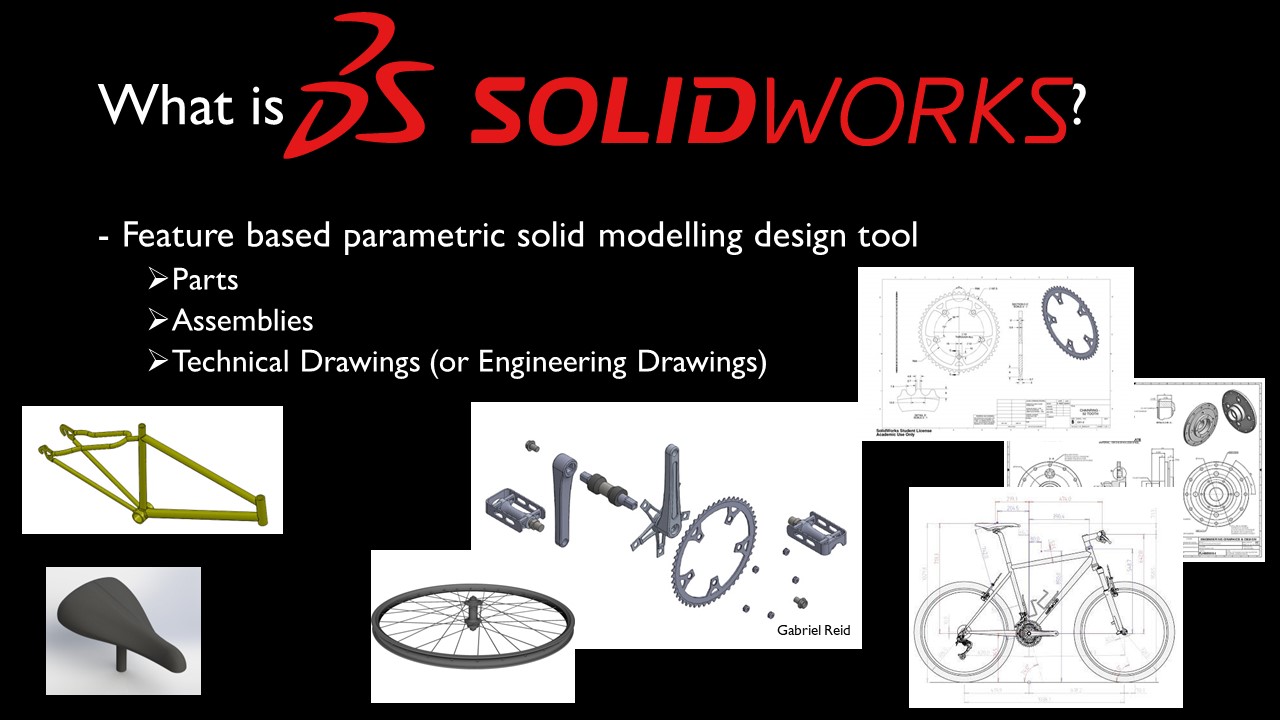 What is SOLIDWORKS?
- Feature based parametric solid modelling design tool
➢Parts
➢Assemblies
➢Technical Drawings (or Engineering Drawings)
SolidWorks Student License
Academic Use Only
Gabriel Reid